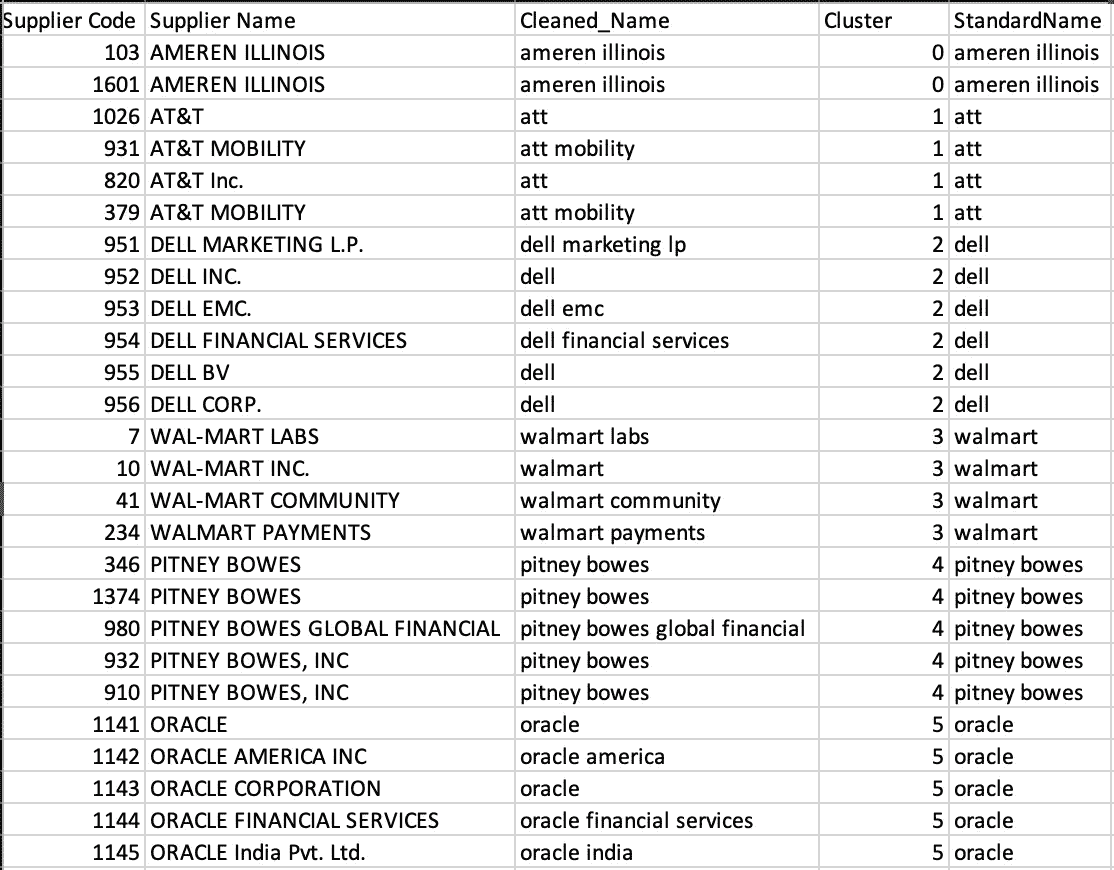 Supplier Code Supplier Name Cleaned_Name Cluster StandardName
103 AMEREN ILLINOIS ameren illinois 0 ameren illinois
1601 AMEREN ILLINOIS ameren illinois 0 ameren illinois
1026 AT&T att 1 att
931 AT&T MOBILITY att mobility 1 att
820 AT&T Inc. att 1 att
379 AT&T MOBILITY att mobility 1 att
951 DELL MARKETING L.P. dell marketing lp 2 dell
952 DELL INC. dell 2 dell
953 DELL EMC. dell emc 2 dell
954 DELL FINANCIAL SERVICES dell financial services 2 dell
955 DELL BV dell 2 dell
956 DELL CORP. dell 2 dell
7 WAL-MART LABS walmart labs 3 walmart
10 WAL-MART INC. walmart 3 walmart
41 WAL-MART COMMUNITY walmart community 3 walmart
234 WALMART PAYMENTS walmart payments 3 walmart
346 PITNEY BOWES pitney bowes 4 pitney bowes
1374 PITNEY BOWES pitney bowes 4 pitney bowes
980 PITNEY BOWES GLOBAL FINANCIAL pitney bowes global financial 4 pitney bowes
932 PITNEY BOWES, INC pitney bowes 4 pitney bowes
910 PITNEY BOWES, INC pitney bowes 4 pitney bowes
1141 ORACLE oracle 5 oracle
1142 ORACLE AMERICA INC oracle america 5 oracle
1143 ORACLE CORPORATION oracle 5 oracle
1144 ORACLE FINANCIAL SERVICES oracle financial services 5 oracle
1145 ORACLE India Pvt. Ltd. oracle india 5 oracle